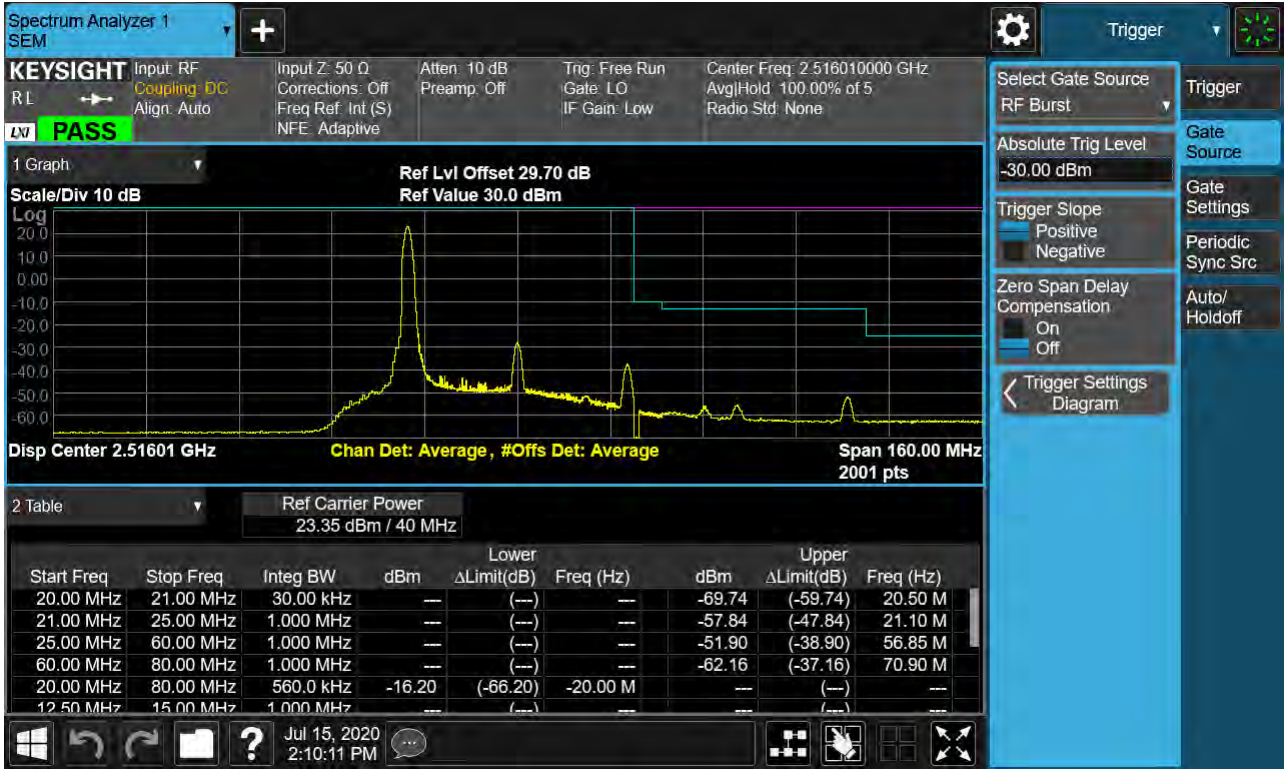 Spectrum Analyzer 1
SEM
Trigger
KEYSIGHT
RL
LXI
PASS
Input: RF
Coupling: DC
Align: Auto
Input Z: 50 Ω
Corrections: Off
Freq Ref: Int (S)
NFE: Adaptive
Atten: 10 dB
Preamp: Off
Trig: Free Run
Gate: LO
IF Gain: Low
Center Freq: 2.516010000 GHz
Avg|Hold: 100.00% of 5
Radio Std: None
1 Graph
Scale/Div 10 dB
Ref Lvl Offset 29.70 dB
Ref Value 30.0 dBm
Log
20.0
10.0
0.00
-10.0
-20.0
-30.0
-40.0
-50.0
-60.0
Disp Center 2.51601 GHz
Chan Det: Average, #Offs Det: Average
Span 160.00 MHz
2001 pts
2 Table
Ref Carrier Power
23.35 dBm / 40 MHz
Lower Upper
Start Freq Stop Freq Integ BW dBm ΔLimit(dB) Freq (Hz) dBm ΔLimit(dB) Freq (Hz)
20.00 MHz 21.00 MHz 30.00 kHz --- (---) --- -69.74 (-59.74) 20.50 M
21.00 MHz 25.00 MHz 1.000 MHz --- (---) --- -57.84 (-47.84) 21.10 M
25.00 MHz 60.00 MHz 1.000 MHz --- (---) --- -51.90 (-38.90) 56.85 M
60.00 MHz 80.00 MHz 1.000 MHz --- (---) --- -62.16 (-37.16) 70.90 M
20.00 MHz 80.00 MHz 560.0 kHz -16.20 (-66.20) -20.00 M --- (---) ---
12.50 MHz 15.00 MHz 1.000 MHz --- (---) --- --- (---) ---
Jul 15, 2020
2:10:11 PM
Select Gate Source
RF Burst
Absolute Trig Level
-30.00 dBm
Trigger Slope
Positive
Negative
Zero Span Delay
Compensation
On
Off
Trigger Settings
Diagram
Trigger
Gate
Source
Gate
Settings
Periodic
Sync Src
Auto/
Holdoff